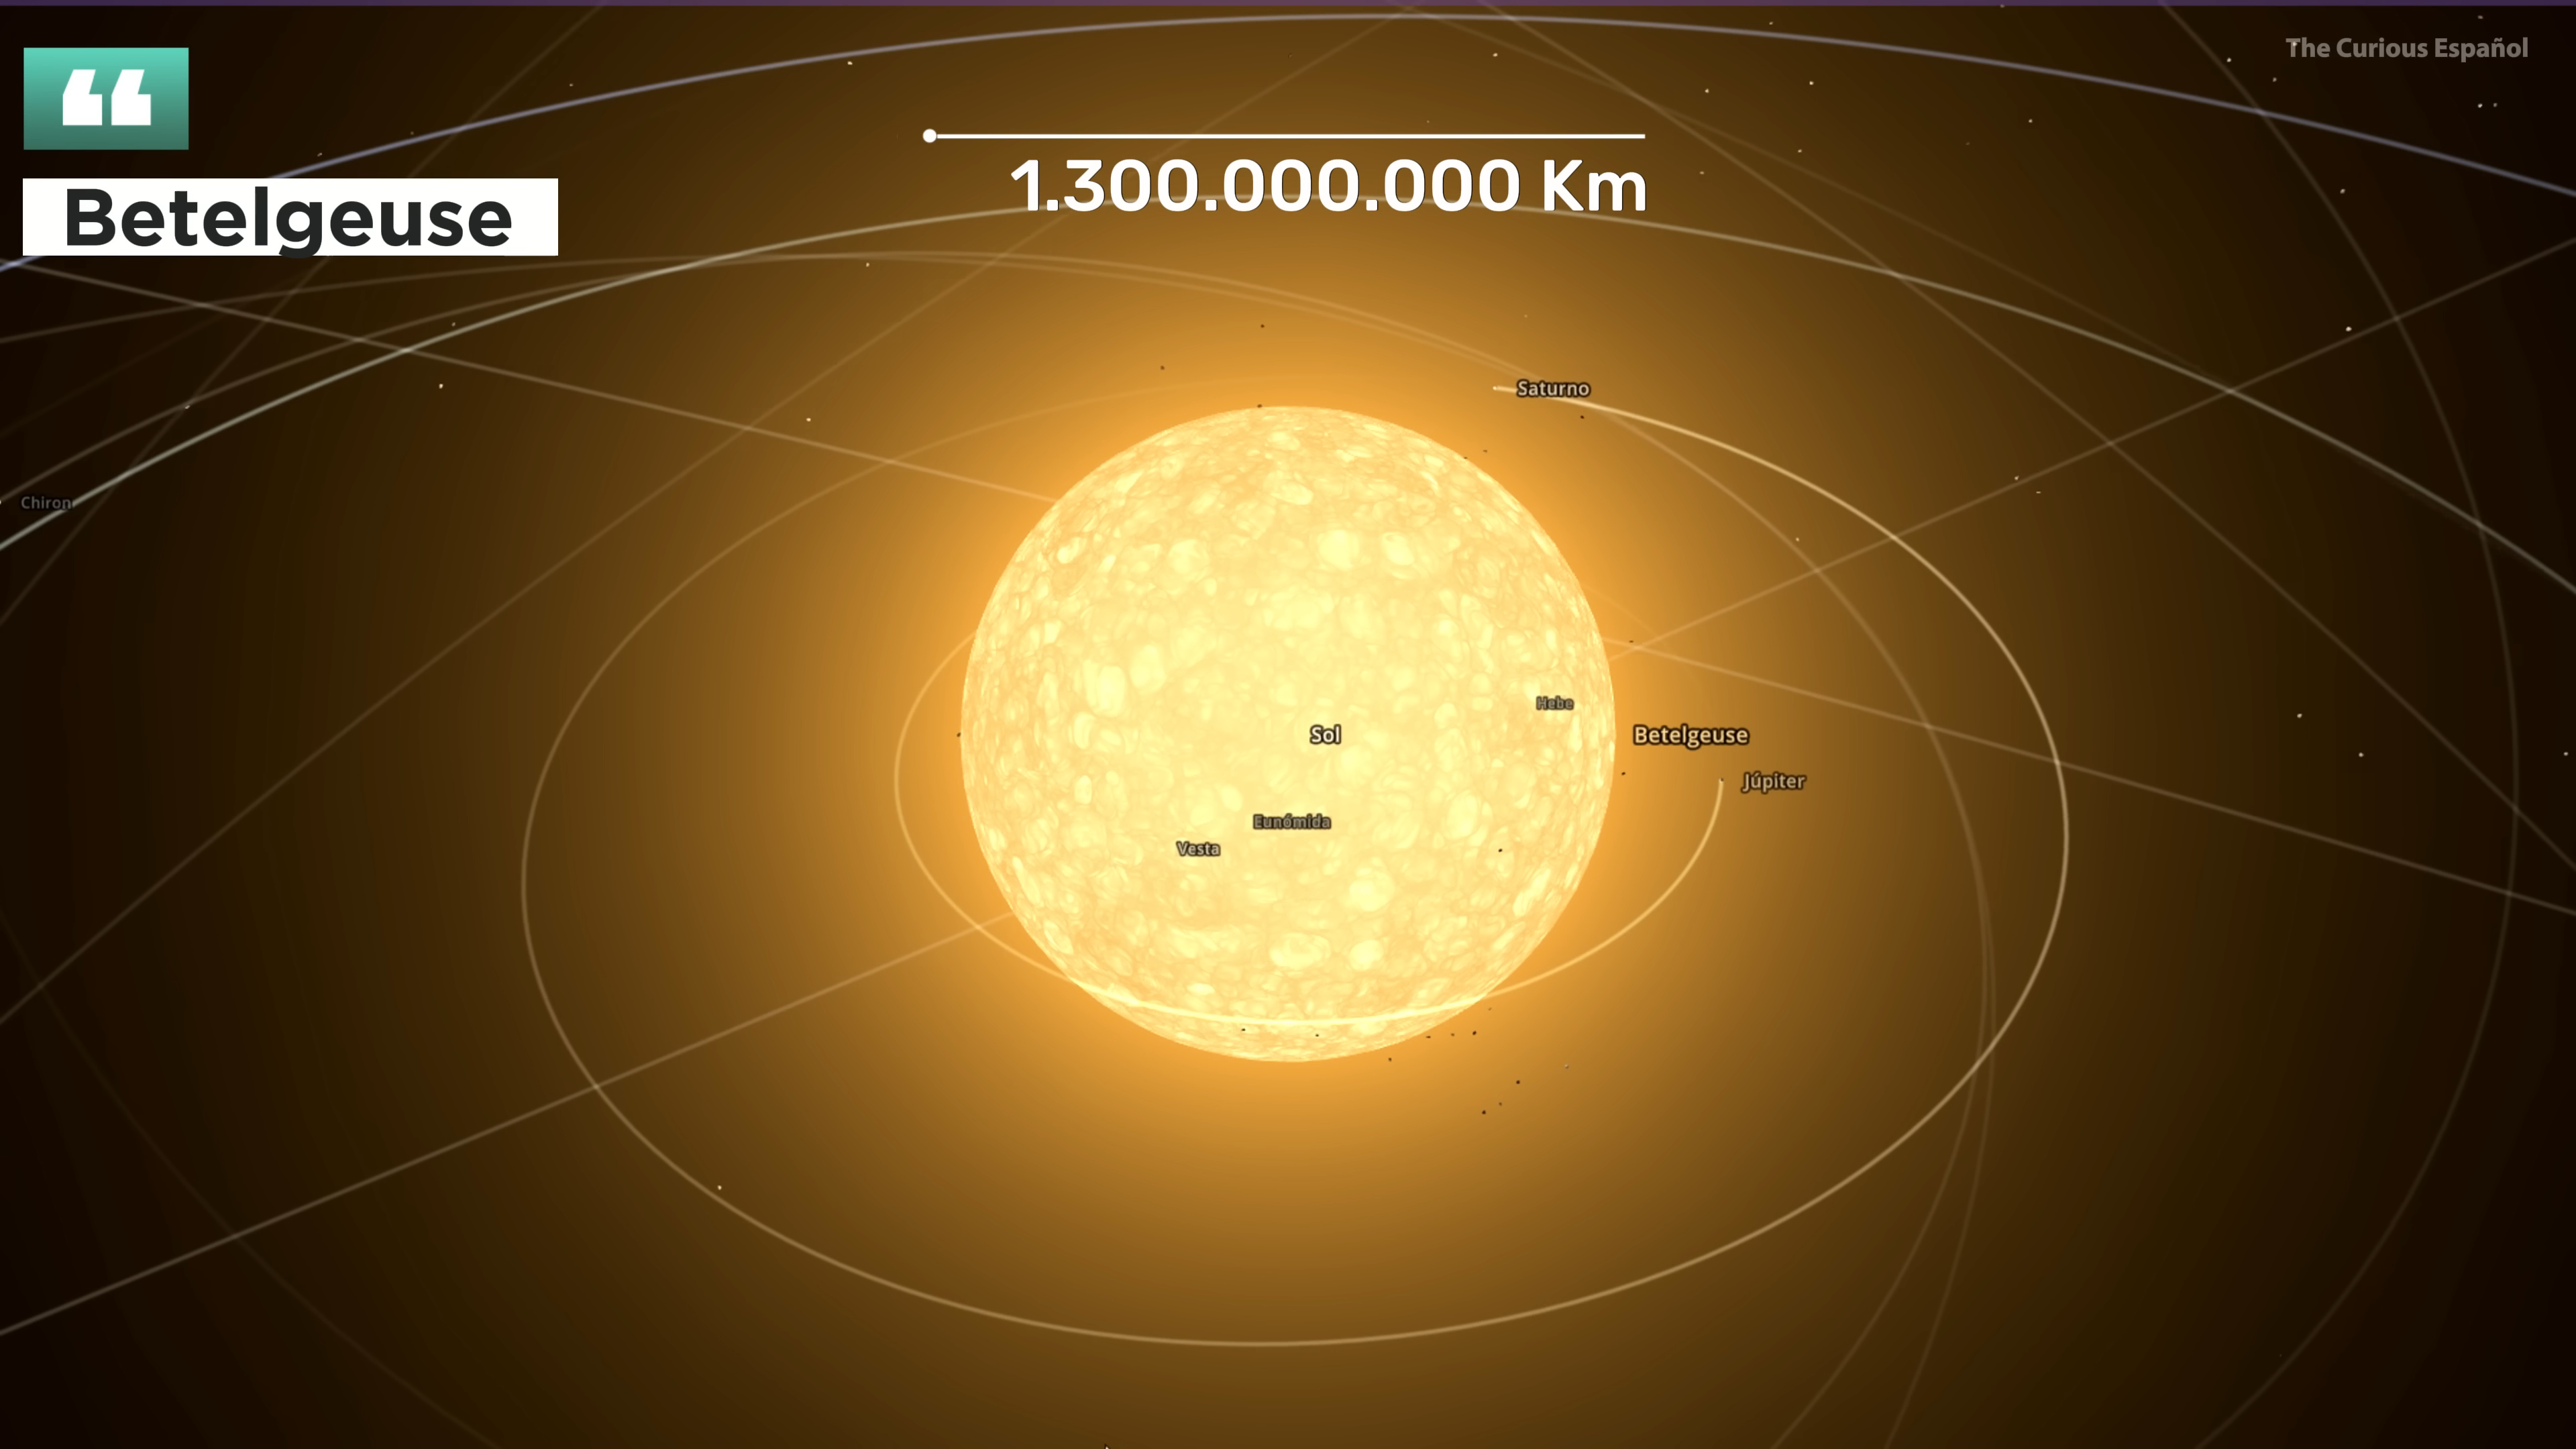 The Curious Español
Betelgeuse
1.300.000.000 Km
Saturno
Chiron
Hebe
Sol
Betelgeuse
Júpiter
Eunómida
Vesta